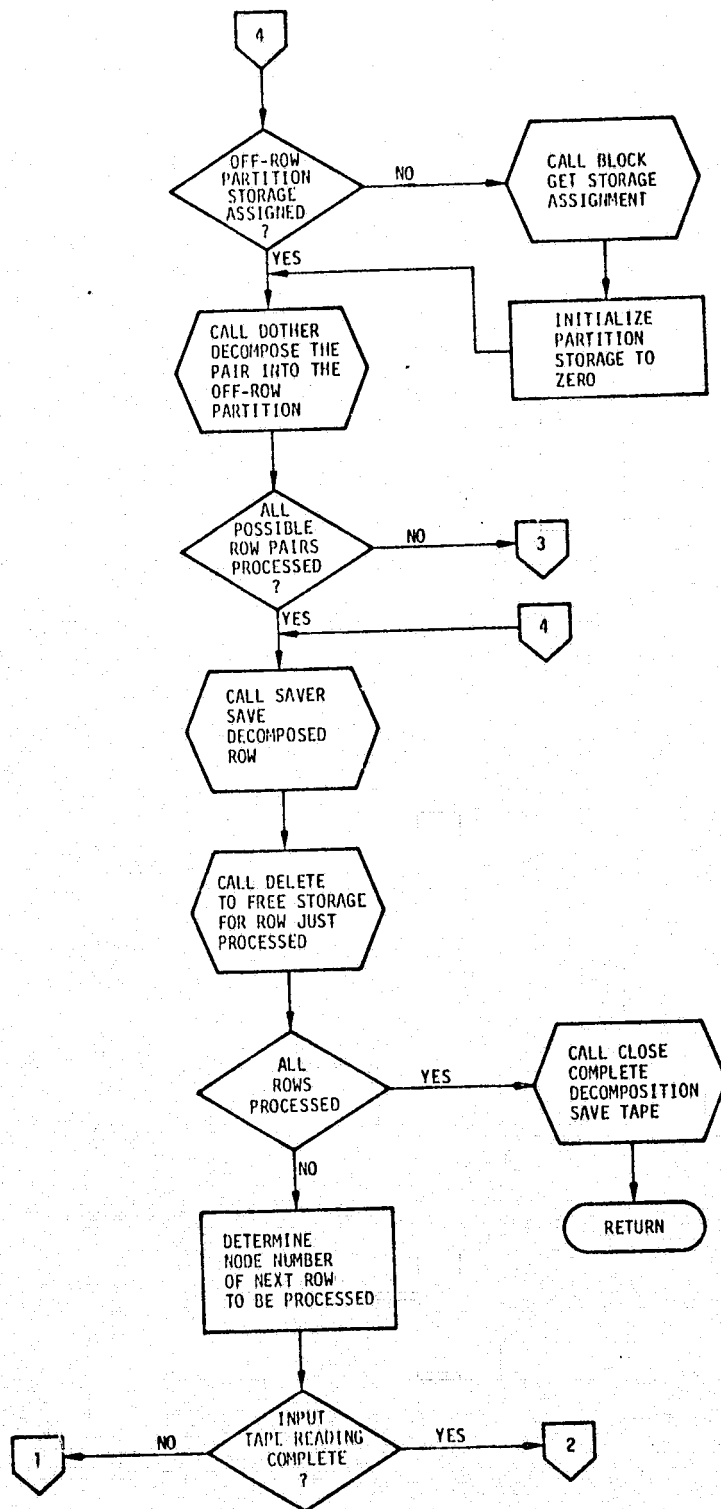 4
OFF-ROW
PARTITION
STORAGE
ASSIGNED
?
NO
CALL BLOCK
GET STORAGE
ASSIGNMENT
YES
INITIALIZE
PARTITION
STORAGE TO
ZERO
CALL DOTHER
DECOMPOSE THE
PAIR INTO THE
OFF-ROW
PARTITION
ALL
POSSIBLE
ROW PAIRS
PROCESSED
?
NO
3
YES
4
CALL SAVER
SAVE
DECOMPOSED
ROW
CALL DELETE
TO FREE STORAGE
FOR ROW JUST
PROCESSED
ALL
ROWS
PROCESSED
YES
CALL CLOSE
COMPLETE
DECOMPOSITION
SAVE TAPE
NO
RETURN
DETERMINE
NODE NUMBER
OF NEXT ROW
TO BE PROCESSED
INPUT
TAPE READING
COMPLETE
?
NO
1
YES
2